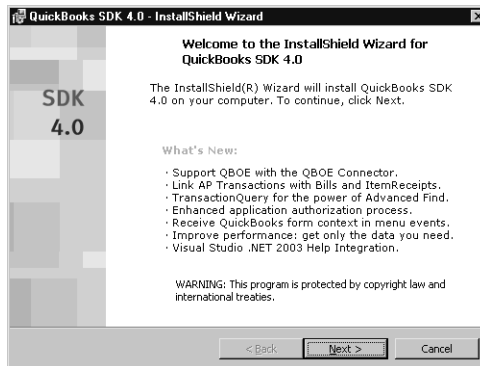 QuickBooks SDK 4.0 - InstallShield Wizard
Welcome to the InstallShield Wizard for
QuickBooks SDK 4.0
The InstallShield(R) Wizard will install QuickBooks SDK
4.0 on your computer. To continue, click Next.
SDK
4.0
What's New:
· Support QBOE with the QBOE Connector.
· Link AP Transactions with Bills and ItemReceipts.
· TransactionQuery for the power of Advanced Find.
· Enhanced application authorization process.
· Receive QuickBooks form context in menu events.
· Improve performance: get only the data you need.
· Visual Studio .NET 2003 Help Integration.
WARNING: This program is protected by copyright law and
international treaties.
< Back
Next >
Cancel